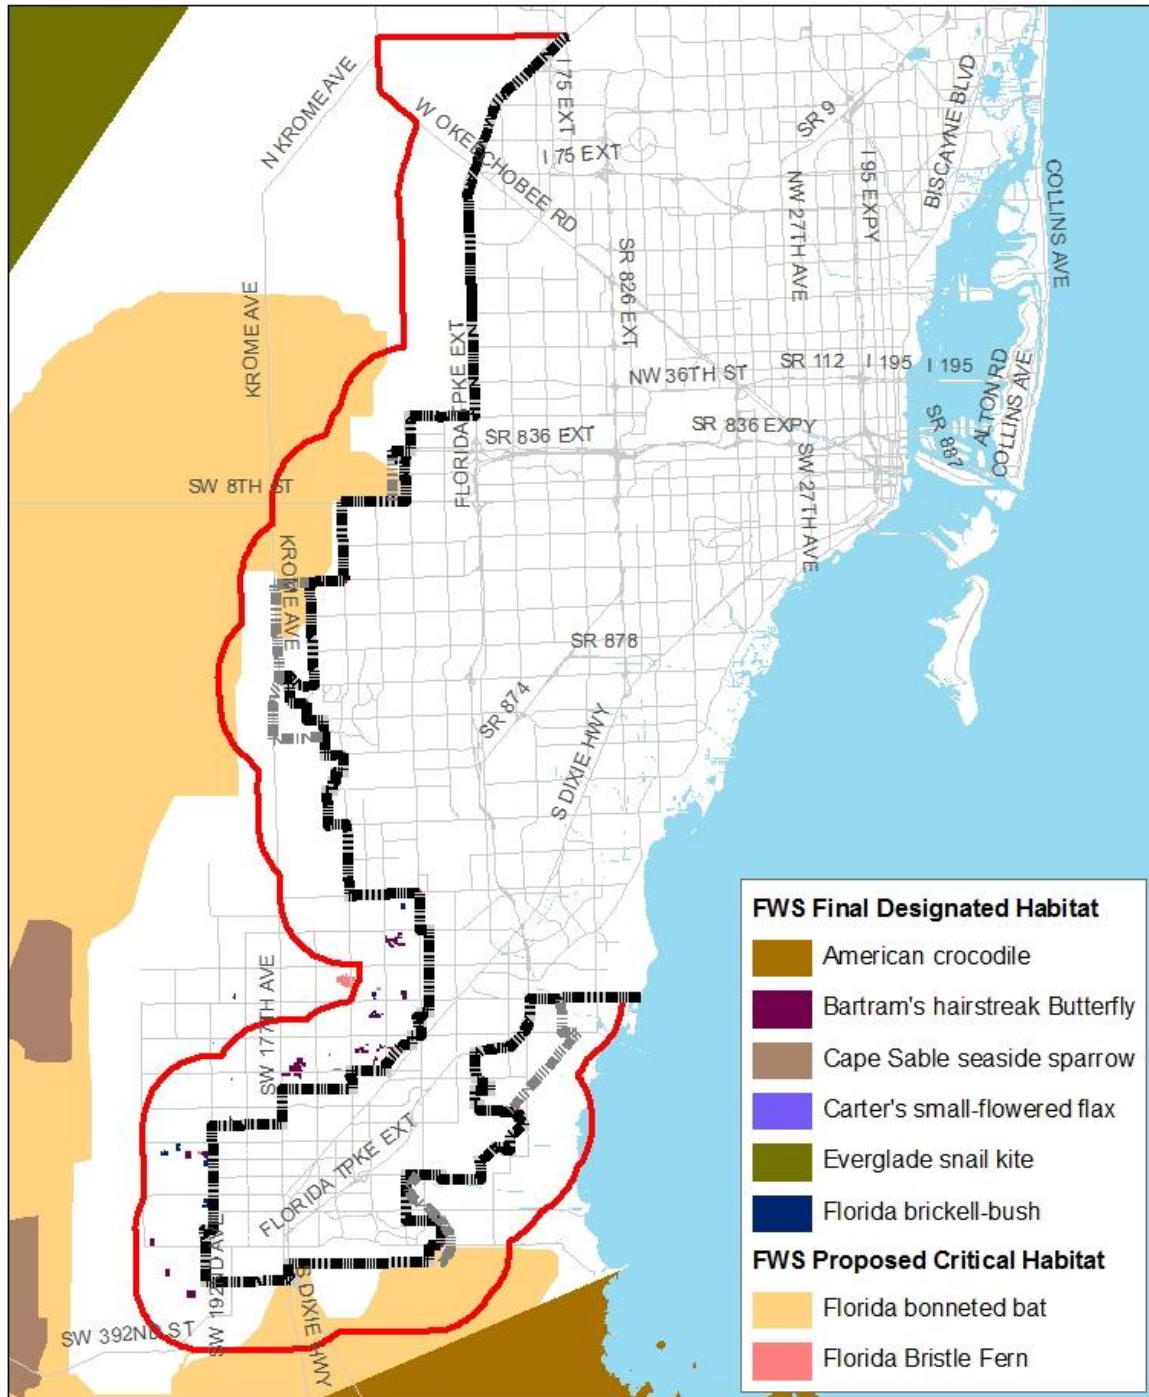 N KROME AVE
I 75 EXT
W OKEECHOBEE RD
I 75 EXT
SR 9
BISCAYNE BLVD
I 95 EXPY
NW 27TH AVE
COLLINS AVE
SR 826 EXT
KROME AVE
FLORIDA TPKE EXT
NW 36TH ST
SR 112
I 195
I 195
ALTON RD
COLLINS AVE
SR 887
SR 836 EXT
SR 836 EXPY
SW 27TH AVE
SW 8TH ST
KROME AVE
SR 878
SR 874
S DIXIE HWY
SW 177TH AVE
FLORIDA TPKE EXT
SW 192ND AVE
S DIXIE HWY
SW 392ND ST
FWS Final Designated Habitat
American crocodile
Bartram's hairstreak Butterfly
Cape Sable seaside sparrow
Carter's small-flowered flax
Everglade snail kite
Florida brickell-bush
FWS Proposed Critical Habitat
Florida bonneted bat
Florida Bristle Fern